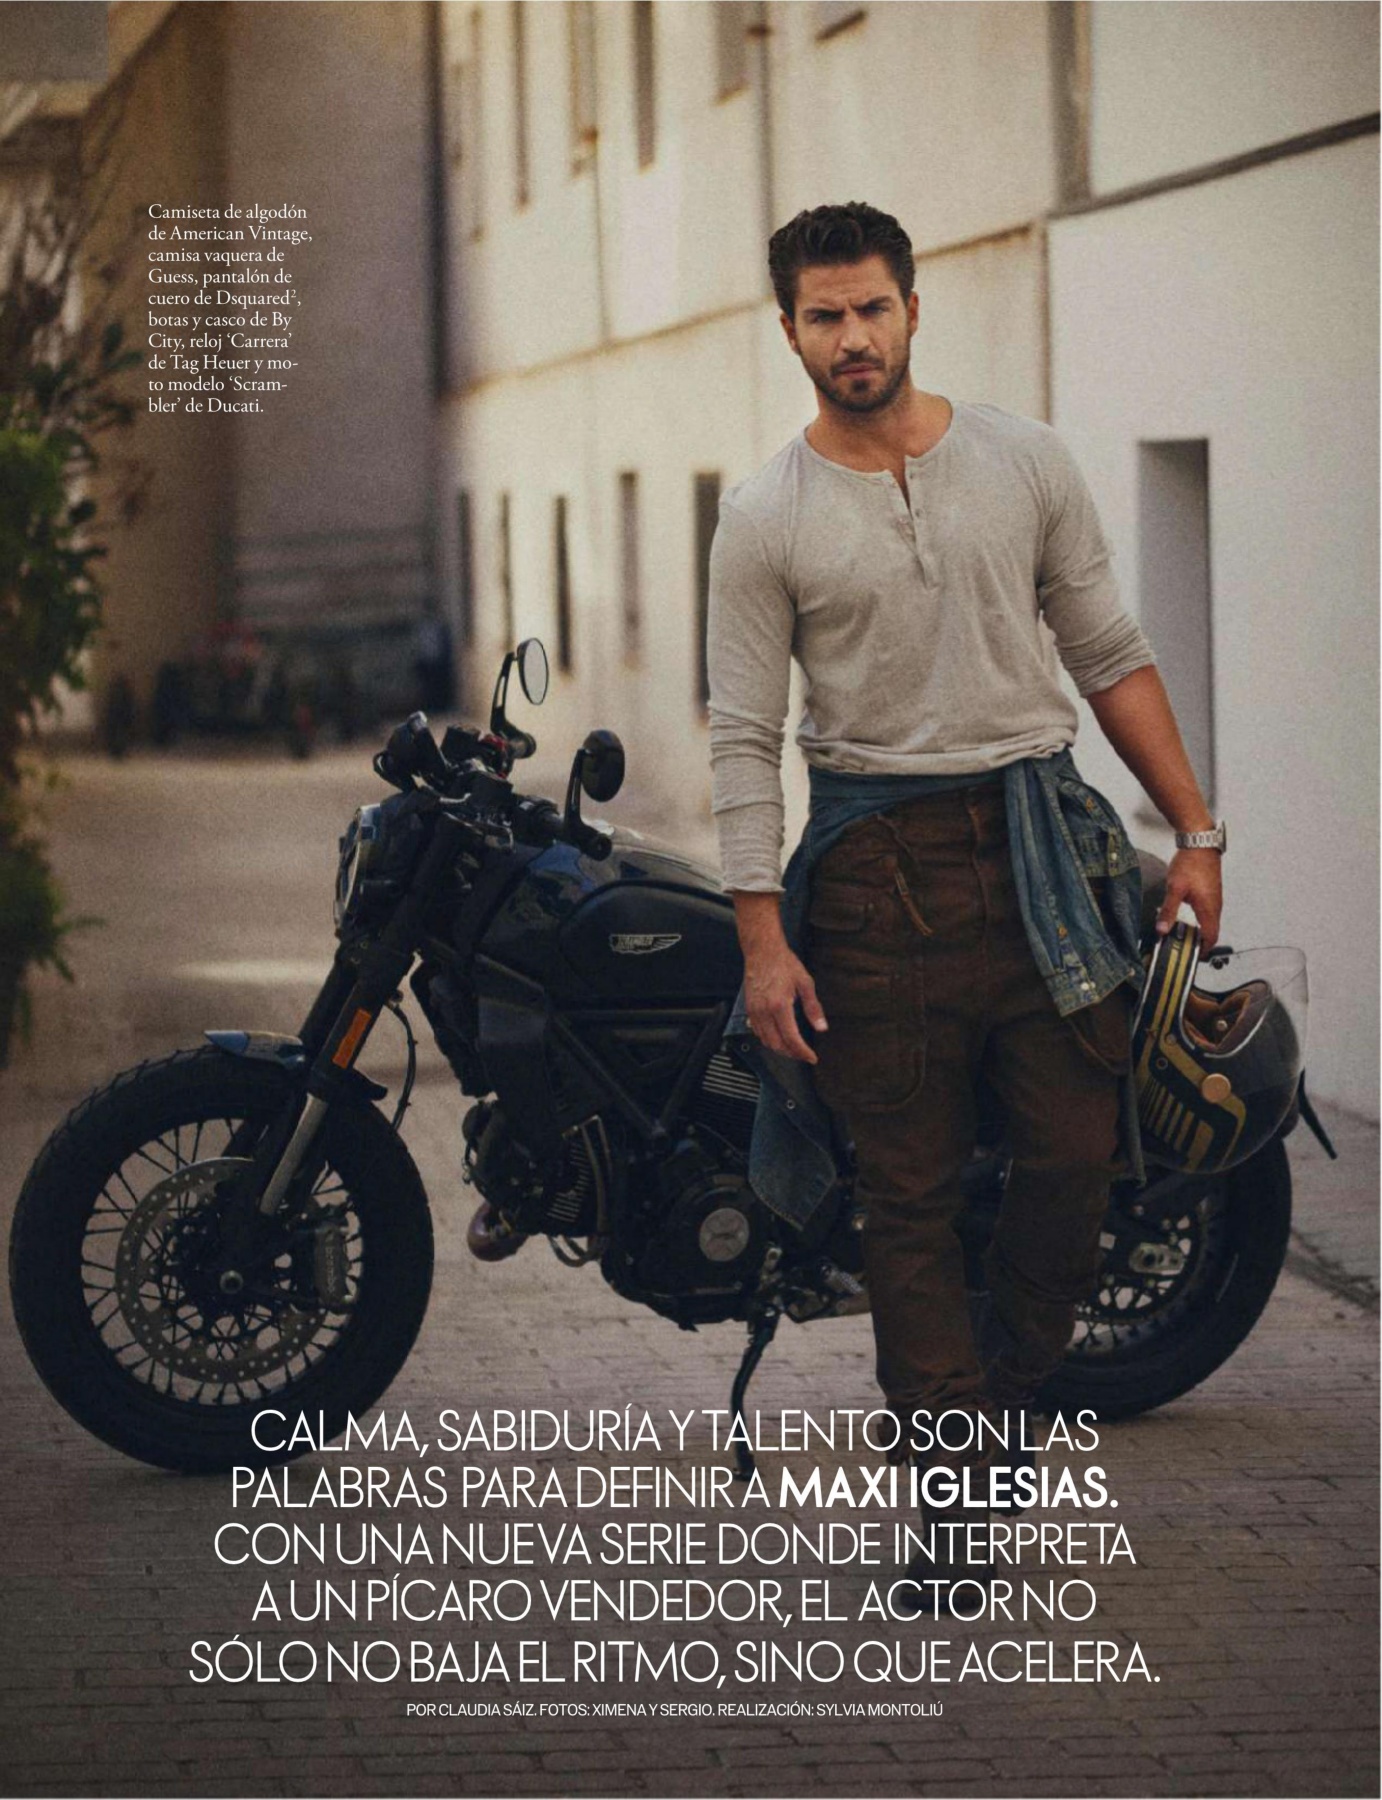 Camiseta de algodón
de American Vintage,
camisa vaquera de
Guess, pantalón de
cuero de Dsquared²,
botas y casco de By
City, reloj ‘Carrera’
de Tag Heuer y mo-
to modelo ‘Scram-
bler’ de Ducati.
CALMA, SABIDURÍA Y TALENTO SON LAS
PALABRAS PARA DEFINIR A MAXI IGLESIAS.
CON UNA NUEVA SERIE DONDE INTERPRETA
A UN PÍCARO VENDEDOR, EL ACTOR NO
SÓLO NO BAJA EL RITMO, SINO QUE ACELERA.
POR CLAUDIA SÁIZ. FOTOS: XIMENA Y SERGIO. REALIZACIÓN: SYLVIA MONTOLIÚ